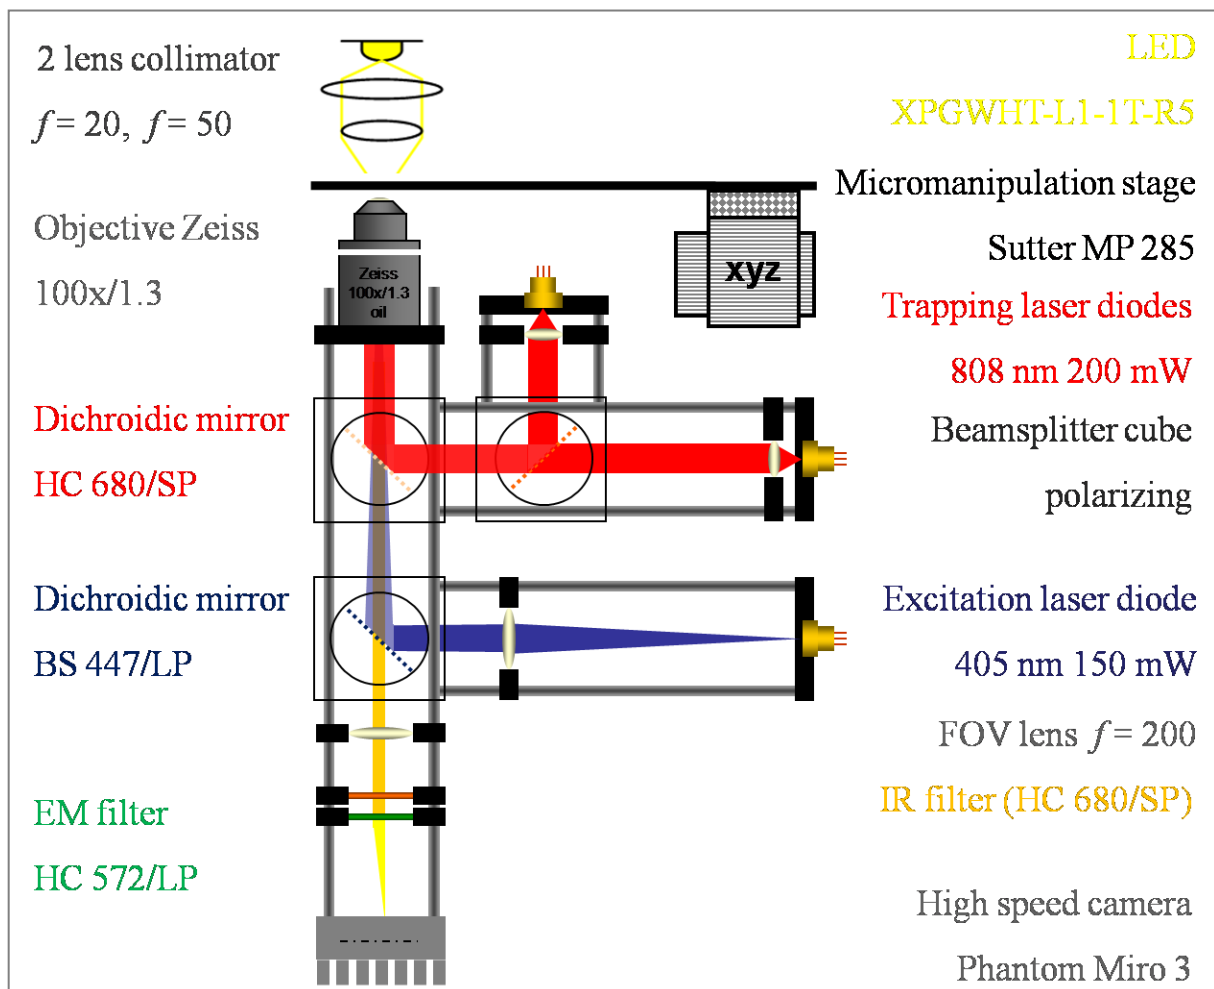 2 lens collimator
f = 20, f = 50
Objective Zeiss
100x/1.3
Dichroidic mirror
HC 680/SP
Dichroidic mirror
BS 447/LP
EM filter
HC 572/LP
Zeiss
100x/1.3
oil
xyz
LED
XPGWHT-L1-1T-R5
Micromanipulation stage
Sutter MP 285
Trapping laser diodes
808 nm 200 mW
Beamsplitter cube
polarizing
Excitation laser diode
405 nm 150 mW
FOV lens f = 200
IR filter (HC 680/SP)
High speed camera
Phantom Miro 3